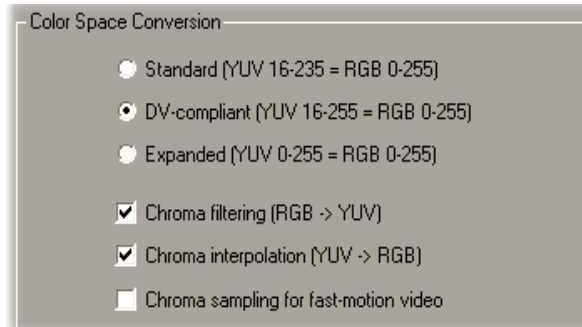 Color Space Conversion
Standard (YUV 16-235 = RGB 0-255)
DV-compliant (YUV 16-255 = RGB 0-255)
Expanded (YUV 0-255 = RGB 0-255)
Chroma filtering (RGB -> YUV)
Chroma interpolation (YUV -> RGB)
Chroma sampling for fast-motion video